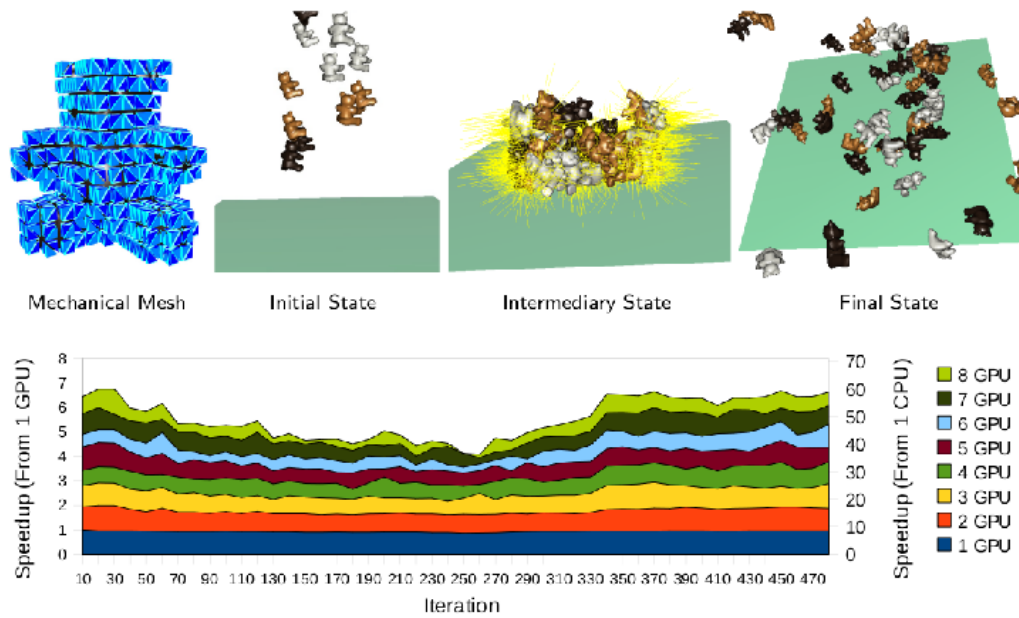 Mechanical Mesh
Initial State
Intermediary State
Final State
Speedup (From 1 GPU)
8
7
6
5
4
3
2
1
0
10 30 50 70 90 110 130 150 170 190 210 230 250 270 290 310 330 350 370 390 410 430 450 470
Iteration
70
60
50
40
30
20
10
0
Speedup (From 1 CPU)
8 GPU
7 GPU
6 GPU
5 GPU
4 GPU
3 GPU
2 GPU
1 GPU